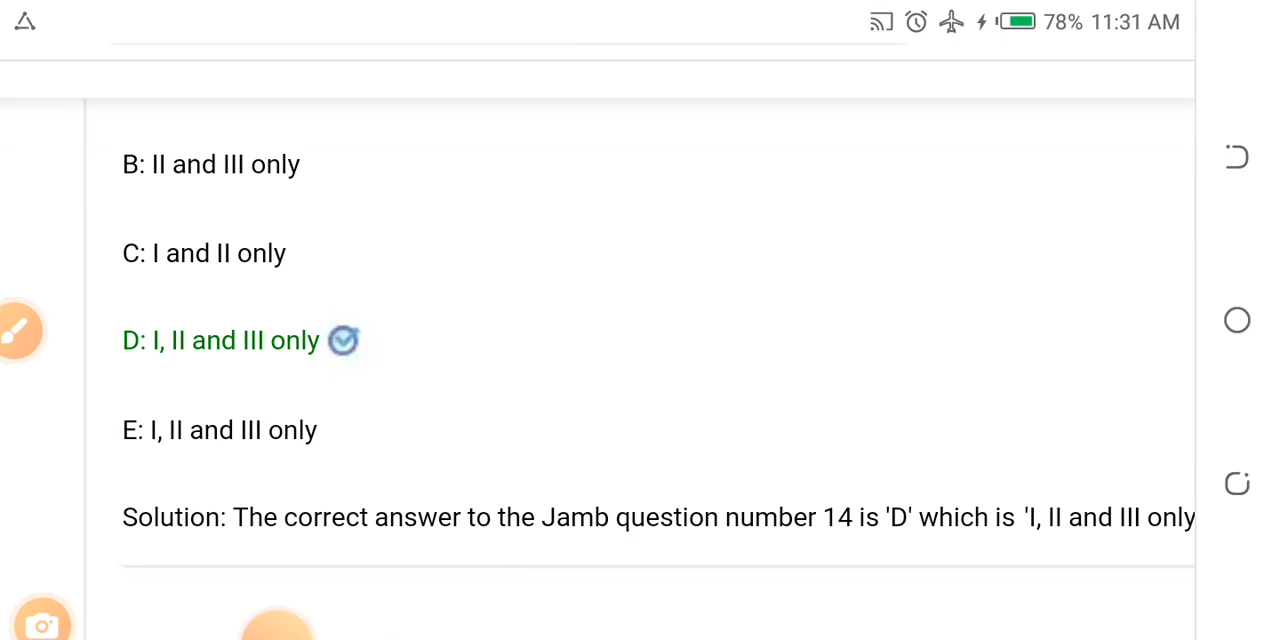 78% 11:31 AM
B: II and III only
C: I and II only
D: I, II and III only
E: I, II and III only
Solution: The correct answer to the Jamb question number 14 is 'D' which is 'I, II and III only